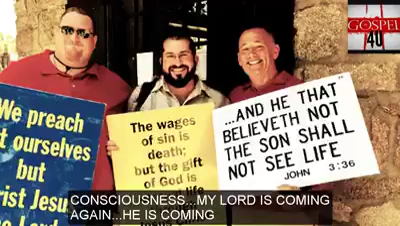 GOSPEL
4U
We preach
ourselves
but
rist Jesu
The wages
of sin is
death;
but the gift
of God is
life
...AND HE THAT
BELIEVETH NOT
THE SON SHALL
NOT SEE LIFE.
JOHN 3:36
CONSCIOUSNESS...MY LORD IS COMING
AGAIN...HE IS COMING